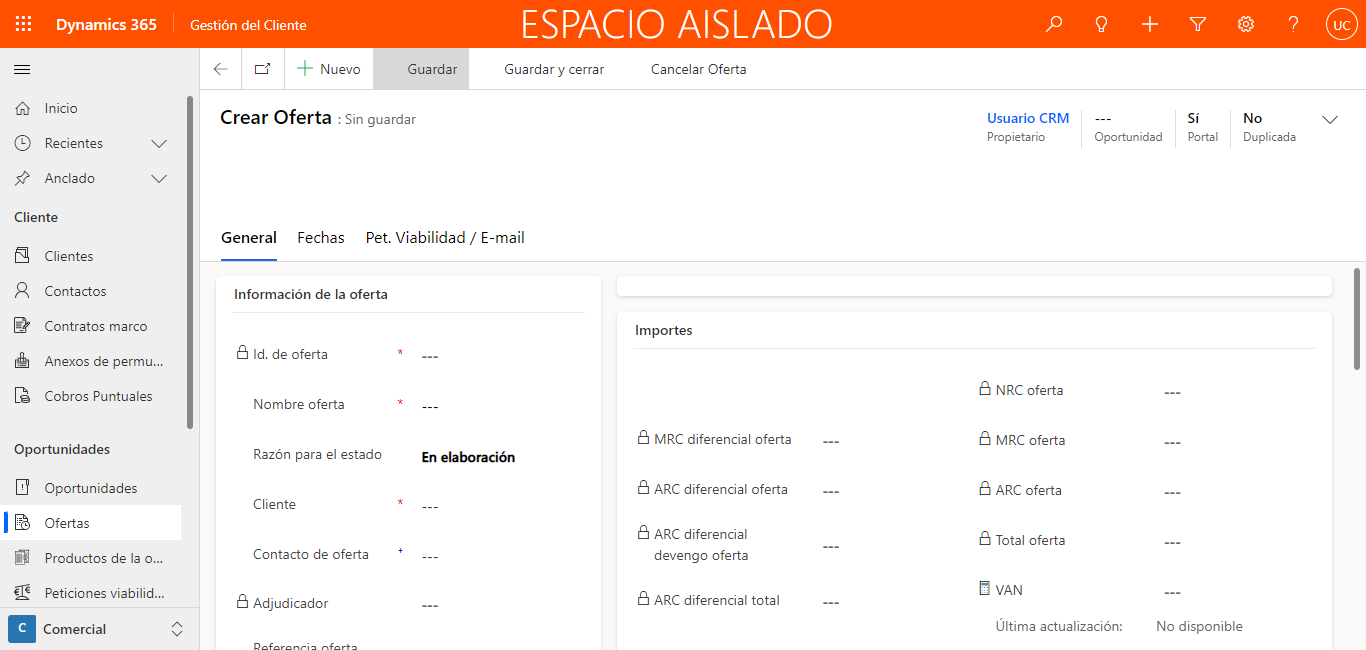 Dynamics 365
Gestión del Cliente
ESPACIO AISLADO
UC
Nuevo
Guardar
Guardar y cerrar
Cancelar Oferta
Inicio
Recientes
Anclado
Cliente
Clientes
Contactos
Contratos marco
Anexos de permu...
Cobros Puntuales
Oportunidades
Oportunidades
Ofertas
Productos de la o...
Peticiones viabilid...
C Comercial
Crear Oferta : Sin guardar
Usuario CRM
Propietario
---
Oportunidad
Sí
Portal
No
Duplicada
General
Fechas
Pet. Viabilidad / E-mail
Información de la oferta
Id. de oferta * ---
Nombre oferta * ---
Razón para el estado En elaboración
Cliente * ---
Contacto de oferta + ---
Adjudicador ---
Referencia oferta
Importes
MRC diferencial oferta ---
ARC diferencial oferta ---
ARC diferencial
devengo oferta ---
ARC diferencial total ---
NRC oferta ---
MRC oferta ---
ARC oferta ---
Total oferta ---
VAN ---
Última actualización: No disponible